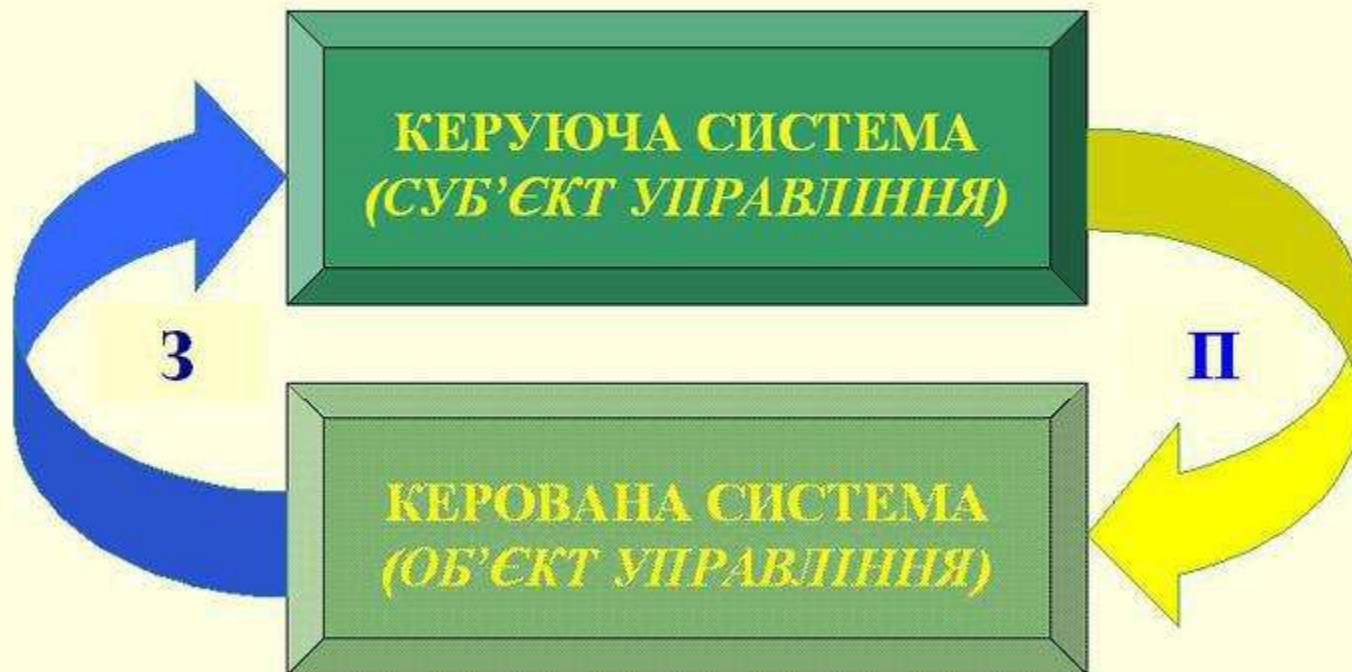 КЕРУЮЧА СИСТЕМА
(СУБ’ЄКТ УПРАВЛІННЯ)
З
П
КЕРОВАНА СИСТЕМА
(ОБ’ЄКТ УПРАВЛІННЯ)